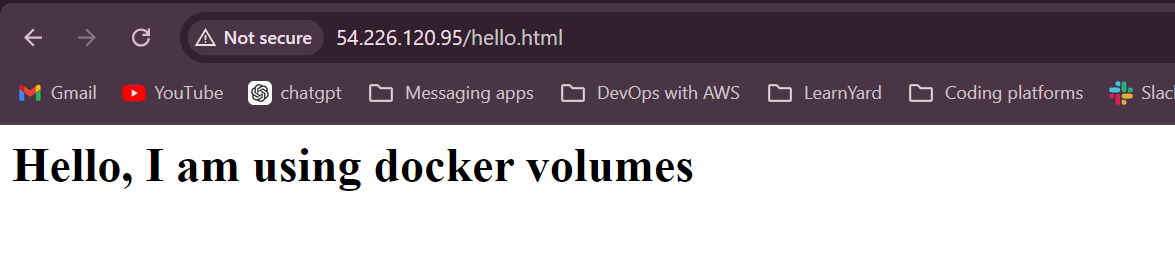 Not secure 54.226.120.95/hello.html
Gmail YouTube chatgpt Messaging apps DevOps with AWS LearnYard Coding platforms Slac
Hello, I am using docker volumes